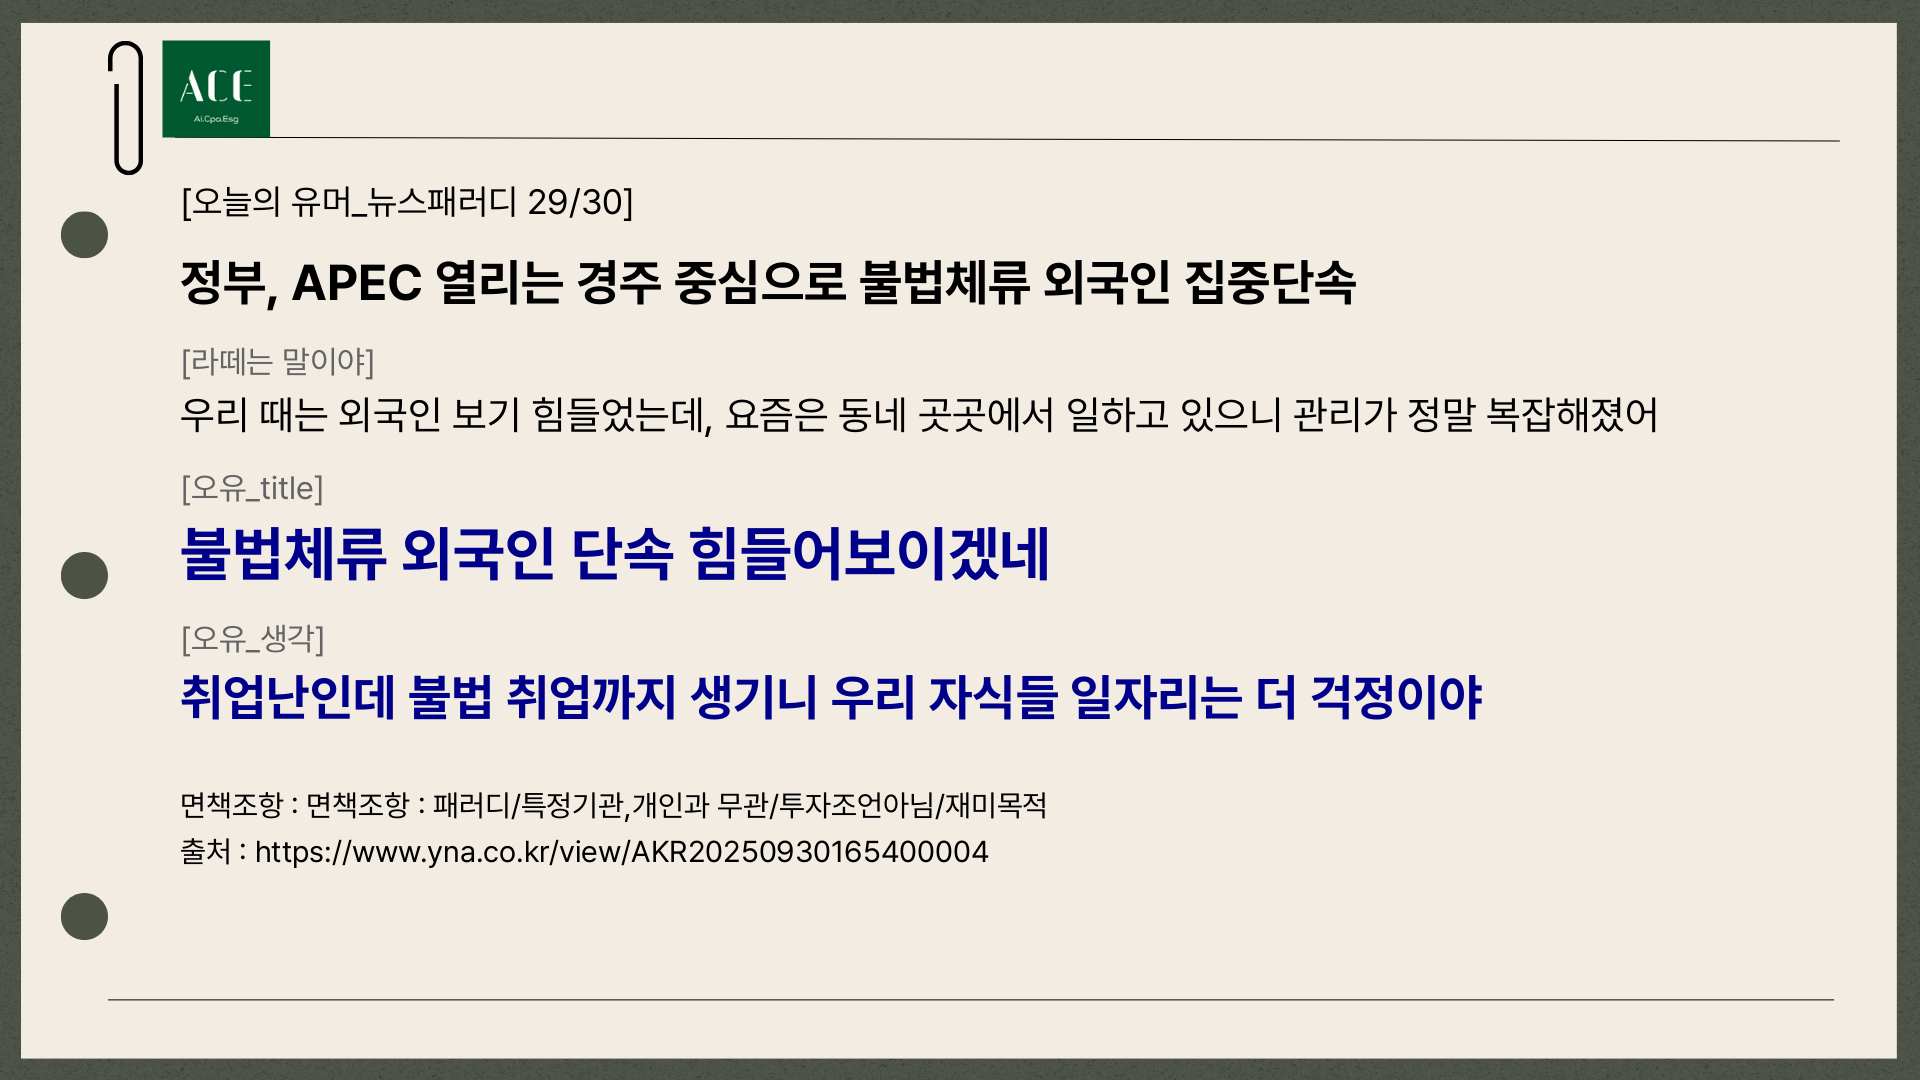 ACE
Ai.Cpa.Esg
[오늘의 유머_뉴스패러디 29/30]
정부, APEC 열리는 경주 중심으로 불법체류 외국인 집중단속
[라떼는 말이야]
우리 때는 외국인 보기 힘들었는데, 요즘은 동네 곳곳에서 일하고 있으니 관리가 정말 복잡해졌어
[오유_title]
불법체류 외국인 단속 힘들어보이겠네
[오유_생각]
취업난인데 불법 취업까지 생기니 우리 자식들 일자리는 더 걱정이야
면책조항 : 면책조항 : 패러디/특정기관,개인과 무관/투자조언아님/재미목적
출처 : https://www.yna.co.kr/view/AKR20250930165400004